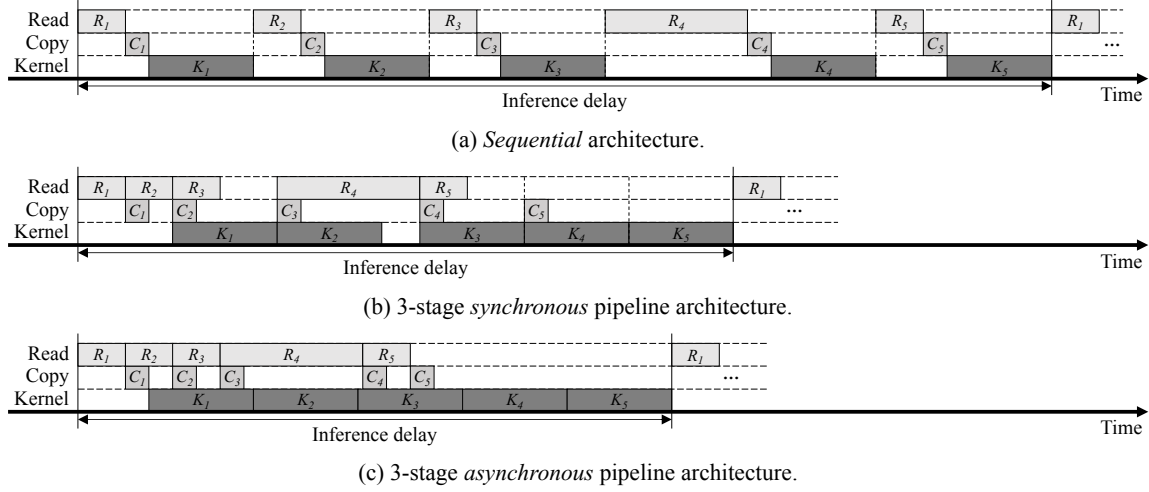 Read R1 R2 R3 R4 R5 R1
Copy C1 C2 C3 C4 C5 ...
Kernel K1 K2 K3 K4 K5
Inference delay Time
(a) Sequential architecture.
Read R1 R2 R3 R4 R5 R1
Copy C1 C2 C3 C4 C5 ...
Kernel K1 K2 K3 K4 K5
Inference delay Time
(b) 3-stage synchronous pipeline architecture.
Read R1 R2 R3 R4 R5 R1
Copy C1 C2 C3 C4 C5 ...
Kernel K1 K2 K3 K4 K5
Inference delay Time
(c) 3-stage asynchronous pipeline architecture.